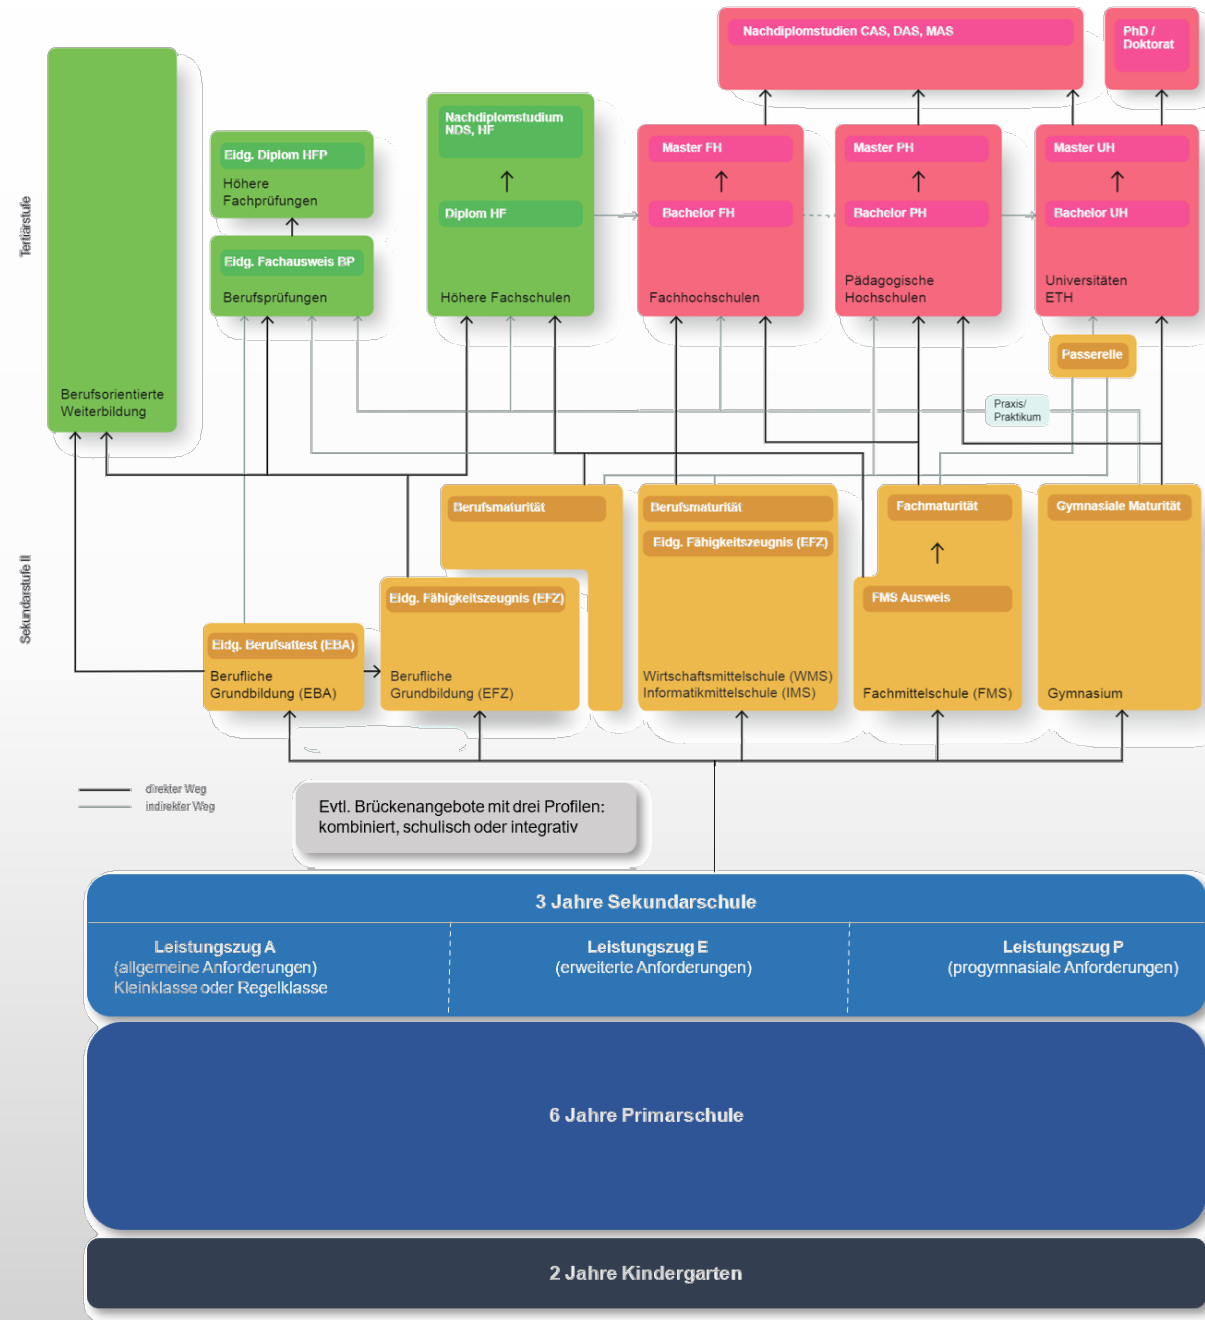 Nachdiplomstudien CAS, DAS, MAS
PhD /
Doktorat
Nachdiplomstudium
NDS, HF
Eidg. Diplom HFP
Höhere
Fachprüfungen
Master FH
Master PH
Master UH
Diplom HF
Bachelor FH
Bachelor PH
Bachelor UH
Tertiärstufe
Eidg. Fachausweis BP
Berufsprüfungen
Höhere Fachschulen
Fachhochschulen
Pädagogische
Hochschulen
Universitäten
ETH
Passerelle
Berufsorientierte
Weiterbildung
Praxis/
Praktikum
Sekundarstufe II
Berufsmaturität
Berufsmaturität
Eidg. Fähigkeitszeugnis (EFZ)
Fachmaturität
Gymnasiale Maturität
Eidg. Fähigkeitszeugnis (EFZ)
FMS Ausweis
Eidg. Berufsattest (EBA)
Berufliche
Grundbildung (EBA)
Berufliche
Grundbildung (EFZ)
Wirtschaftsmittelschule (WMS)
Informatikmittelschule (IMS)
Fachmittelschule (FMS)
Gymnasium
direkter Weg
indirekter Weg
Evtl. Brückenangebote mit drei Profilen:
kombiniert, schulisch oder integrativ
3 Jahre Sekundarschule
Leistungszug A
(allgemeine Anforderungen)
Kleinklasse oder Regelklasse
Leistungszug E
(erweiterte Anforderungen)
Leistungszug P
(progymnasiale Anforderungen)
6 Jahre Primarschule
2 Jahre Kindergarten